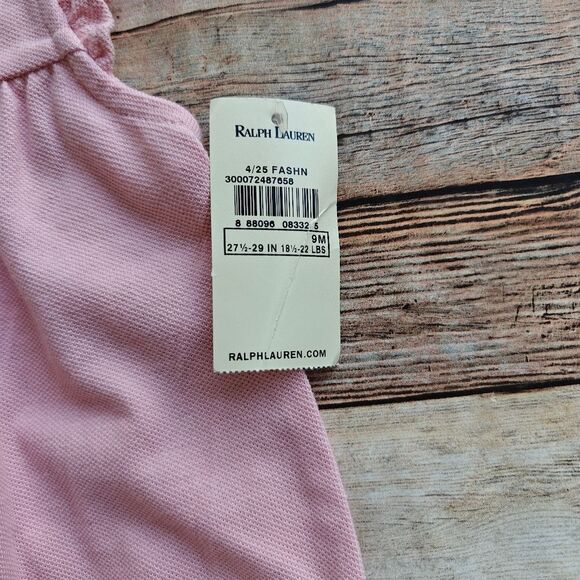 RALPH LAUREN
4/25 FASHN
300072487658
8 88096 08332 5
9M
27½-29 IN 18½-22 LBS
RALPHLAUREN.COM